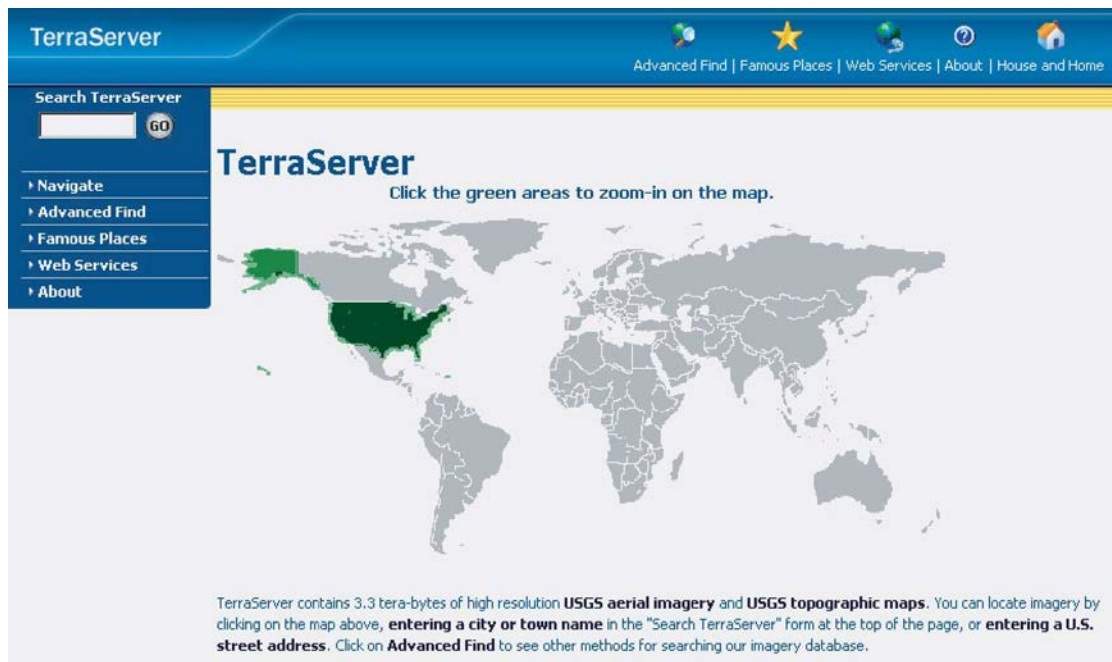 TerraServer
Advanced Find | Famous Places | Web Services | About | House and Home
Search TerraServer
GO
Navigate
Advanced Find
Famous Places
Web Services
About
TerraServer
Click the green areas to zoom-in on the map.
TerraServer contains 3.3 tera-bytes of high resolution USGS aerial imagery and USGS topographic maps. You can locate imagery by
clicking on the map above, entering a city or town name in the "Search TerraServer" form at the top of the page, or entering a U.S.
street address. Click on Advanced Find to see other methods for searching our imagery database.